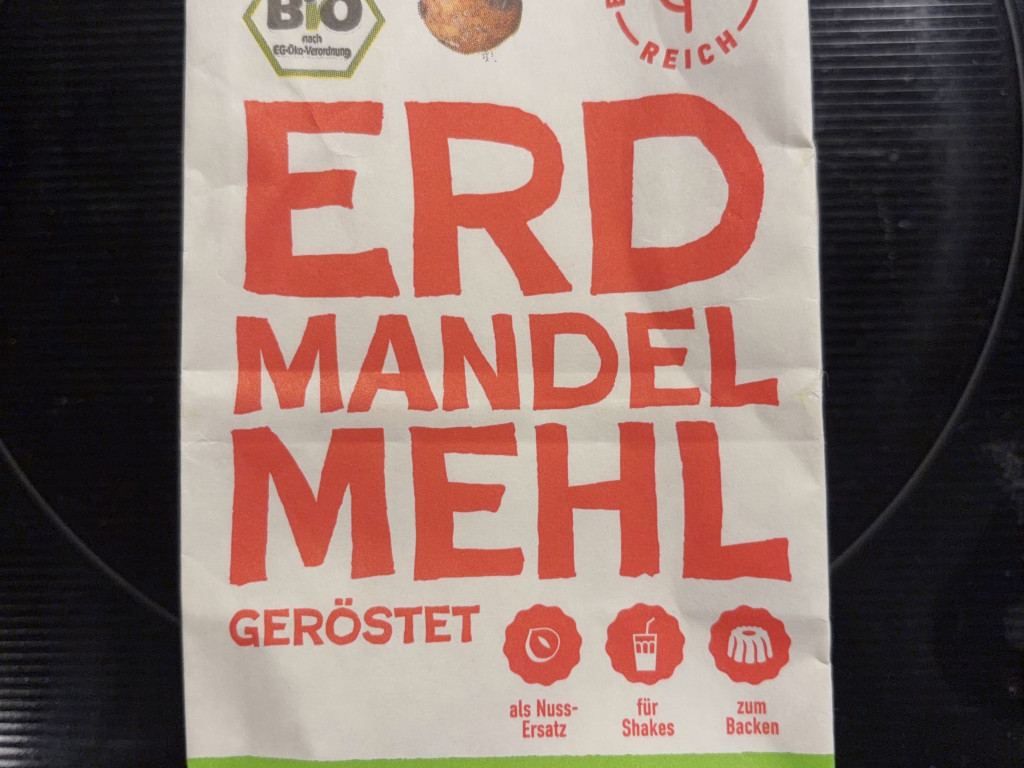 BIO
nach
EG-Öko-Verordnung
REICH
ERD
MANDEL
MEHL
GERÖSTET
als Nuss-
Ersatz
für
Shakes
zum
Backen